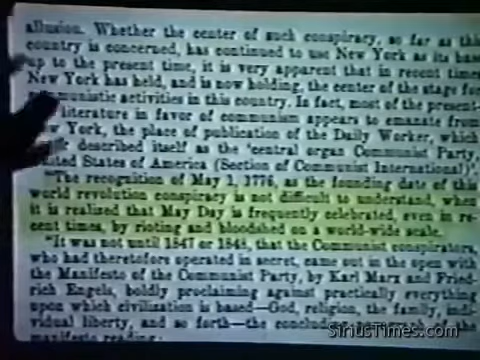 allusion. Whether the center of such conspiracy, so far as this
country is concerned, has continued to use New York as its base
up to the present time, it is very apparent that in recent times
New York has held, and is now holding, the center of the stage for
communistic activities in this country. In fact, most of the present-
literature in favor of communism appears to emanate from
York, the place of publication of the Daily Worker, which
described itself as the 'central organ Communist Party,
United States of America (Section of Communist International)'.
"The recognition of May 1, 1776, as the founding date of this
world revolution conspiracy is not difficult to understand, when
it is realized that May Day is frequently celebrated, even in re-
cent times, by rioting and bloodshed on a world-wide scale.
"It was not until 1847 or 1848, that the Communist conspirators,
who had theretofore operated in secret, came out in the open with
the Manifesto of the Communist Party, by Karl Marx and Fried-
rich Engels, boldly proclaiming against practically everything
upon which civilization is based—God, religion, the family, indi-
vidual liberty, and so forth—the concluding
manifesto reading:
SiriusTimes.com